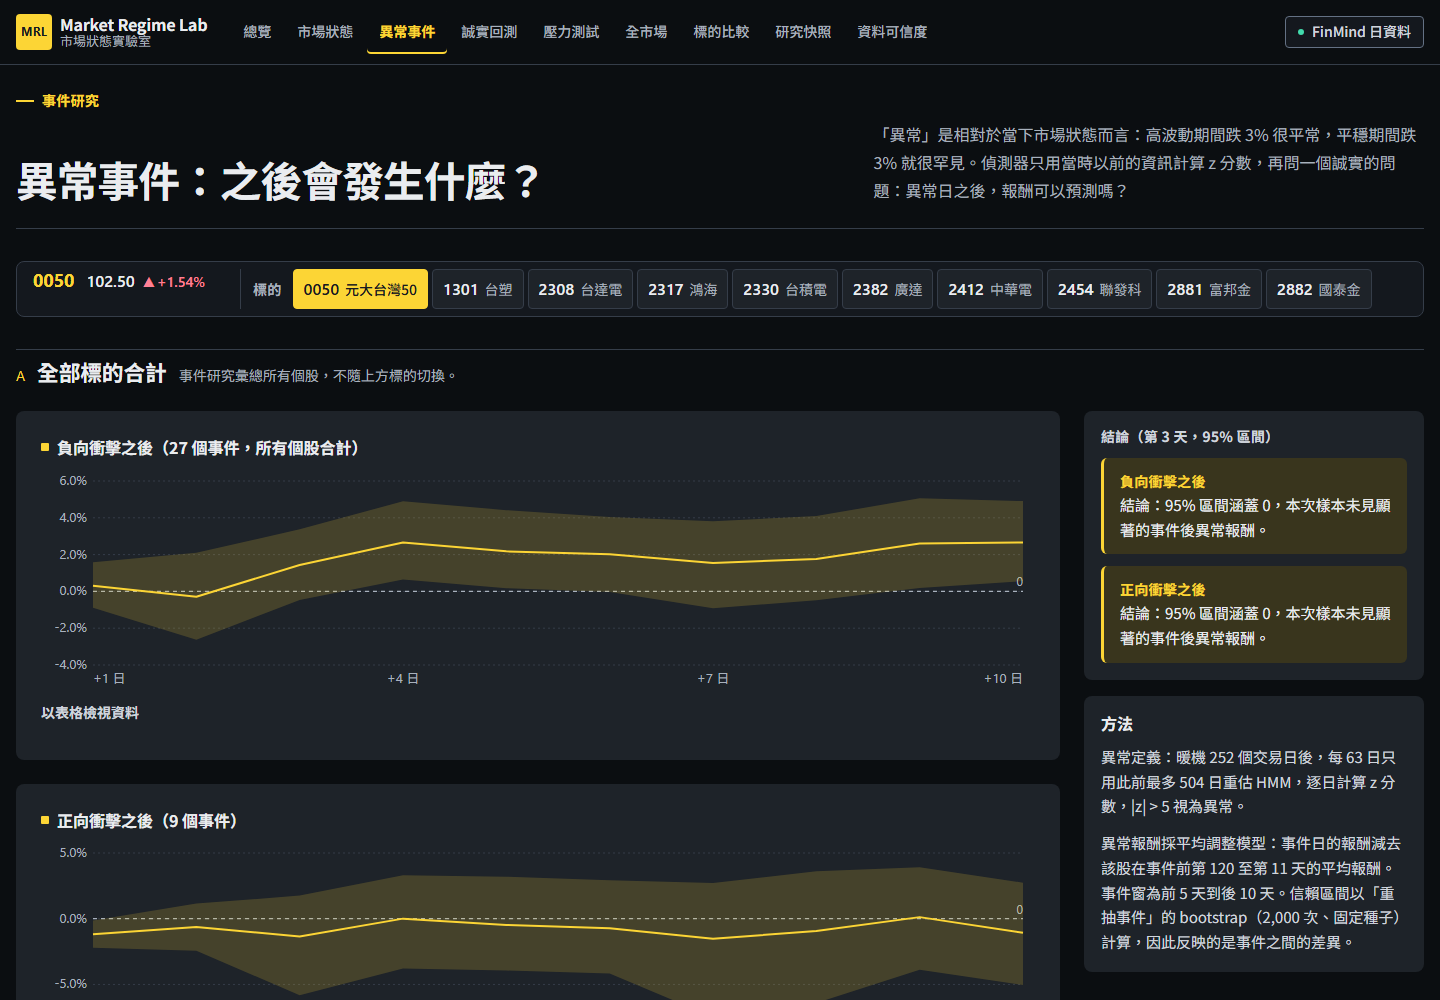 MRL
Market Regime Lab
市場狀態實驗室
總覽
市場狀態
異常事件
誠實回測
壓力測試
全市場
標的比較
研究快照
資料可信度
FinMind 日資料
事件研究
異常事件：之後會發生什麼？
「異常」是相對於當下市場狀態而言：高波動期間跌 3% 很平常，平穩期間跌
3% 就很罕見。偵測器只用當時以前的資訊計算 z 分數，再問一個誠實的問
題：異常日之後，報酬可以預測嗎？
0050 102.50 ▲+1.54%
標的
0050 元大台灣50
1301 台塑
2308 台達電
2317 鴻海
2330 台積電
2382 廣達
2412 中華電
2454 聯發科
2881 富邦金
2882 國泰金
A 全部標的合計 事件研究彙總所有個股，不隨上方標的切換。
負向衝擊之後（27 個事件，所有個股合計）
6.0%
4.0%
2.0%
0.0%
-2.0%
-4.0%
0
+1 日
+4 日
+7 日
+10 日
以表格檢視資料
正向衝擊之後（9 個事件）
5.0%
0.0%
-5.0%
0
結論（第 3 天，95% 區間）
負向衝擊之後
結論：95% 區間涵蓋 0，本次樣本未見顯
著的事件後異常報酬。
正向衝擊之後
結論：95% 區間涵蓋 0，本次樣本未見顯
著的事件後異常報酬。
方法
異常定義：暖機 252 個交易日後，每 63 日只
用此前最多 504 日重估 HMM，逐日計算 z 分
數，|z| > 5 視為異常。
異常報酬採平均調整模型：事件日的報酬減去
該股在事件前第 120 至第 11 天的平均報酬。
事件窗為前 5 天到後 10 天。信賴區間以「重
抽事件」的 bootstrap（2,000 次、固定種子）
計算，因此反映的是事件之間的差異。